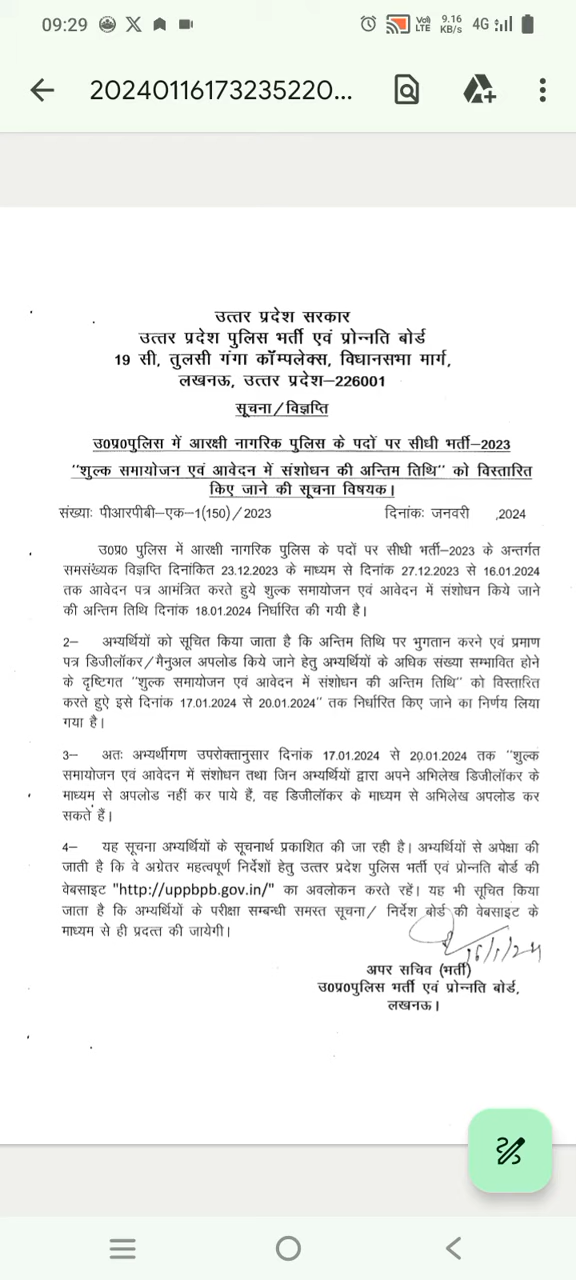 09:29
Vo)) LTE 9.16 KB/s 4G
20240116173235220...
उत्तर प्रदेश सरकार
उत्तर प्रदेश पुलिस भर्ती एवं प्रोन्नति बोर्ड
19 सी, तुलसी गंगा कॉम्पलेक्स, विधानसभा मार्ग,
लखनऊ, उत्तर प्रदेश–226001
सूचना/विज्ञप्ति
उ0प्र0पुलिस में आरक्षी नागरिक पुलिस के पदों पर सीधी भर्ती–2023
"शुल्क समायोजन एवं आवेदन में संशोधन की अन्तिम तिथि" को विस्तारित
किए जाने की सूचना विषयक।
संख्याः पीआरपीबी–एक–1(150)/2023 दिनांकः जनवरी ,2024
उ0प्र0 पुलिस में आरक्षी नागरिक पुलिस के पदों पर सीधी भर्ती–2023 के अन्तर्गत
समसंख्यक विज्ञप्ति दिनांकित 23.12.2023 के माध्यम से दिनांक 27.12.2023 से 16.01.2024
तक आवेदन पत्र आमंत्रित करते हुये शुल्क समायोजन एवं आवेदन में संशोधन किये जाने
की अन्तिम तिथि दिनांक 18.01.2024 निर्धारित की गयी है।
2– अभ्यर्थियों को सूचित किया जाता है कि अन्तिम तिथि पर भुगतान करने एवं प्रमाण
पत्र डिजीलॉकर/मैनुअल अपलोड किये जाने हेतु अभ्यर्थियों के अधिक संख्या सम्भावित होने
के दृष्टिगत "शुल्क समायोजन एवं आवेदन में संशोधन की अन्तिम तिथि" को विस्तारित
करते हुऐ इसे दिनांक 17.01.2024 से 20.01.2024" तक निर्धारित किए जाने का निर्णय लिया
गया है।
3– अतः अभ्यर्थीगण उपरोक्तानुसार दिनांक 17.01.2024 से 20.01.2024 तक "शुल्क
समायोजन एवं आवेदन में संशोधन तथा जिन अभ्यर्थियों द्वारा अपने अभिलेख डिजीलॉकर के
माध्यम से अपलोड नहीं कर पाये हैं, वह डिजीलॉकर के माध्यम से अभिलेख अपलोड कर
सकते हैं।
4– यह सूचना अभ्यर्थियों के सूचनार्थ प्रकाशित की जा रही है। अभ्यर्थियों से अपेक्षा की
जाती है कि वे अग्रेतर महत्वपूर्ण निर्देशों हेतु उत्तर प्रदेश पुलिस भर्ती एवं प्रोन्नति बोर्ड की
वेबसाइट "http://uppbpb.gov.in/" का अवलोकन करते रहें। यह भी सूचित किया
जाता है कि अभ्यर्थियों के परीक्षा सम्बन्धी समस्त सूचना/ निर्देश बोर्ड की वेबसाइट के
माध्यम से ही प्रदत्त की जायेगी।
16/1/24
अपर सचिव (भर्ती)
उ0प्र0पुलिस भर्ती एवं प्रोन्नति बोर्ड,
लखनऊ।